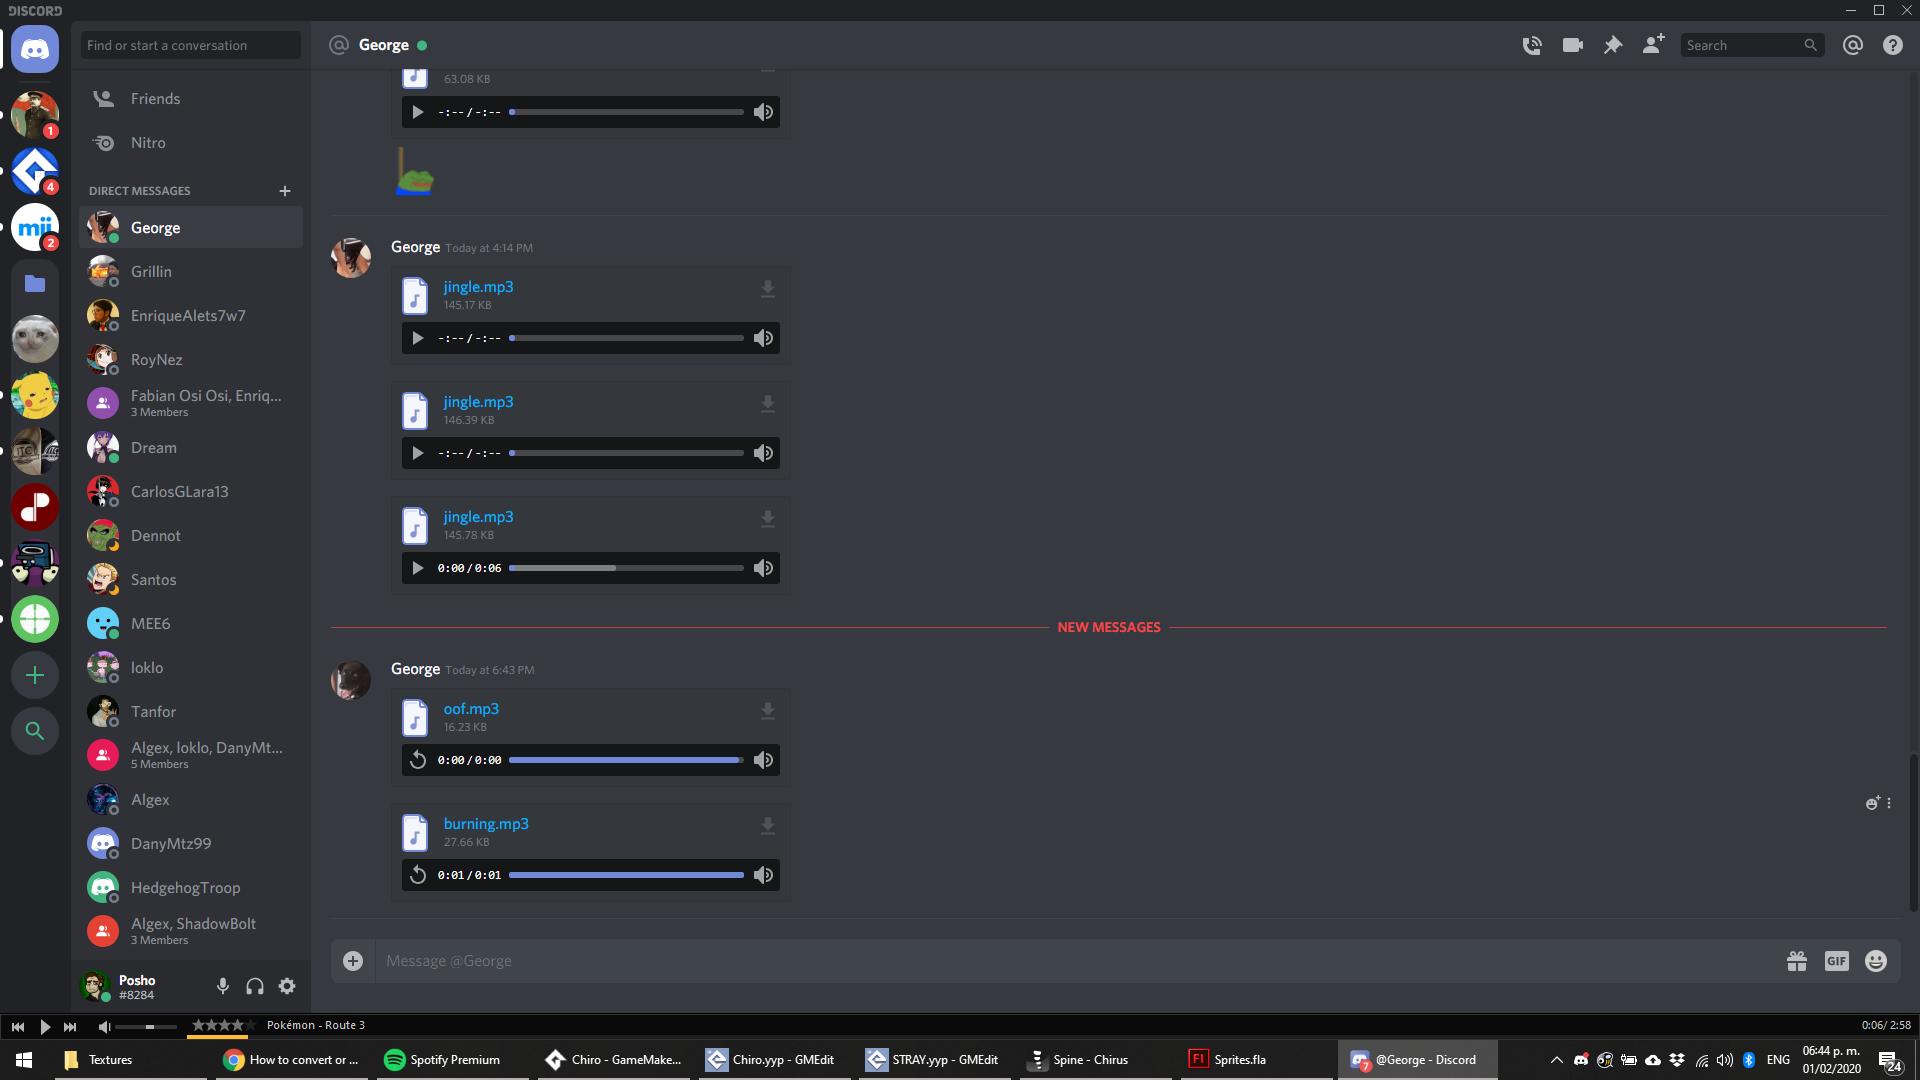 DISCORD
Find or start a conversation
George
Search
Friends
Nitro
DIRECT MESSAGES
George
Grillin
EnriqueAlets7w7
RoyNez
Fabian Osi Osi, Enriq...
3 Members
Dream
CarlosGLara13
Dennot
Santos
MEE6
loklo
Tanfor
Algex, loklo, DanyMt...
5 Members
Algex
DanyMtz99
HedgehogTroop
Algex, ShadowBolt
3 Members
Posho
#8284
1
4
mii
2
63.08 KB
-:-- / -:--
George Today at 4:14 PM
jingle.mp3
145.17 KB
-:-- / -:--
jingle.mp3
146.39 KB
-:-- / -:--
jingle.mp3
145.78 KB
0:00 / 0:06
NEW MESSAGES
George Today at 6:43 PM
oof.mp3
16.23 KB
0:00 / 0:00
burning.mp3
27.66 KB
0:01 / 0:01
Message @George
GIF
Pokémon - Route 3
0:06/ 2:58
Textures
How to convert or ...
Spotify Premium
Chiro - GameMake...
Chiro.yyp - GMEdit
STRAY.yyp - GMEdit
Spine - Chirus
Fl
Sprites.fla
7
@George - Discord
ENG
06:44 p. m.
01/02/2020
24